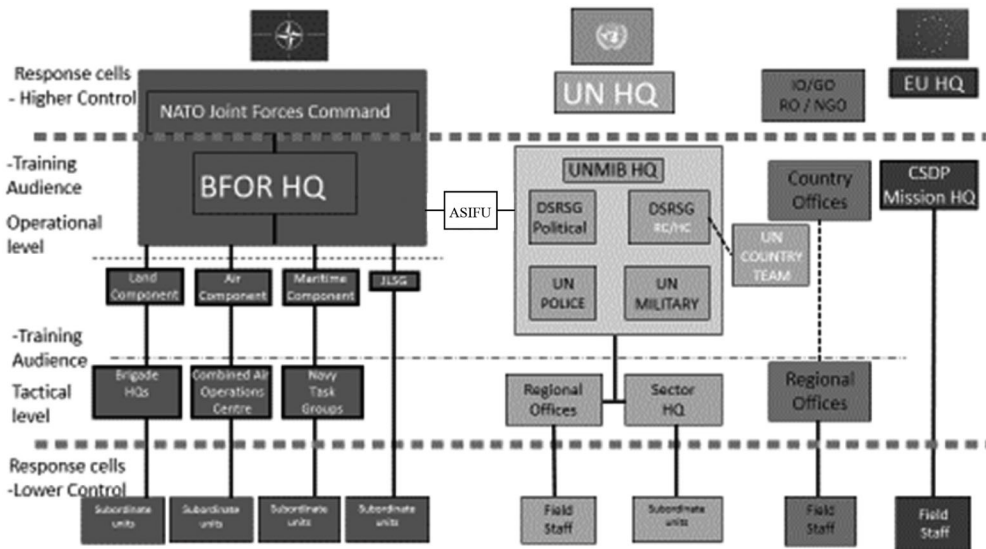 Response cells
- Higher Control
NATO Joint Forces Command
UN HQ
IO/GO
RO / NGO
EU HQ
-Training
Audience
Operational
level
BFOR HQ
ASIFU
UNMIB HQ
DSRSG
Political
DSRSG
RC/HC
UN
POLICE
UN
MILITARY
UN
COUNTRY
TEAM
Country
Offices
CSDP
Mission HQ
Land
Component
Air
Component
Maritime
Component
JLSG
-Training
Audience
Tactical
level
Brigade
HQs
Combined Air
Operations
Centre
Navy
Task
Groups
Regional
Offices
Sector
HQ
Regional
Offices
Response cells
-Lower Control
Subordinate
units
Subordinate
units
Subordinate
units
Subordinate
units
Field
Staff
Subordinate
units
Field
Staff
Field
Staff